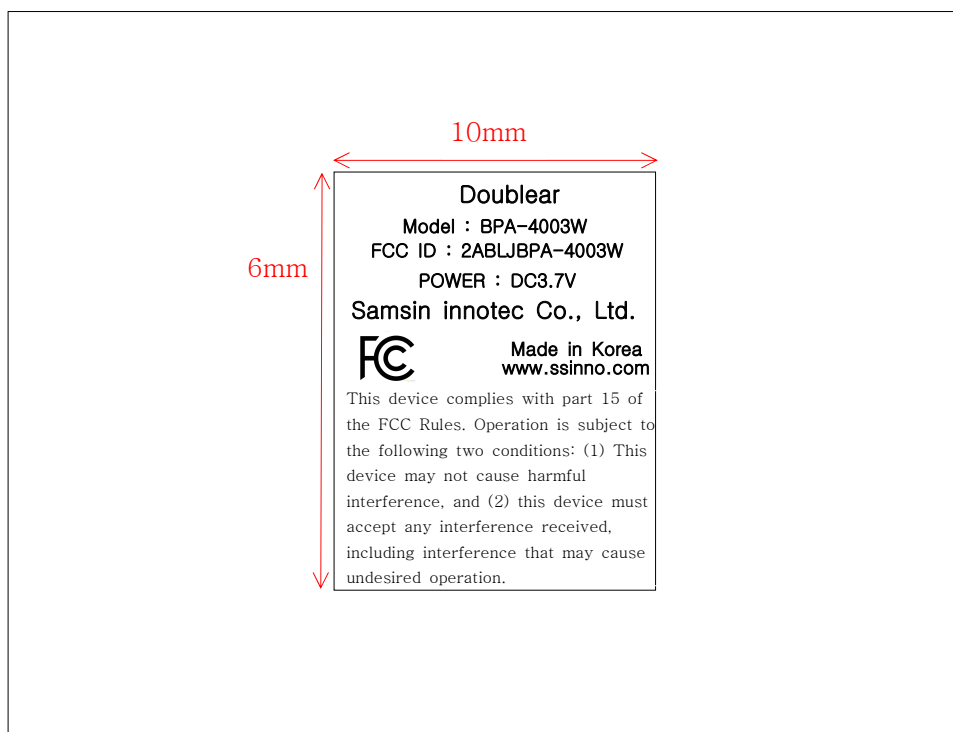 10mm
6mm
Doublear
Model : BPA-4003W
FCC ID : 2ABLJBPA-4003W
POWER : DC3.7V
Samsin innotec Co., Ltd.
FC
Made in Korea
www.ssinno.com
This device complies with part 15 of
the FCC Rules. Operation is subject to
the following two conditions: (1) This
device may not cause harmful
interference, and (2) this device must
accept any interference received,
including interference that may cause
undesired operation.